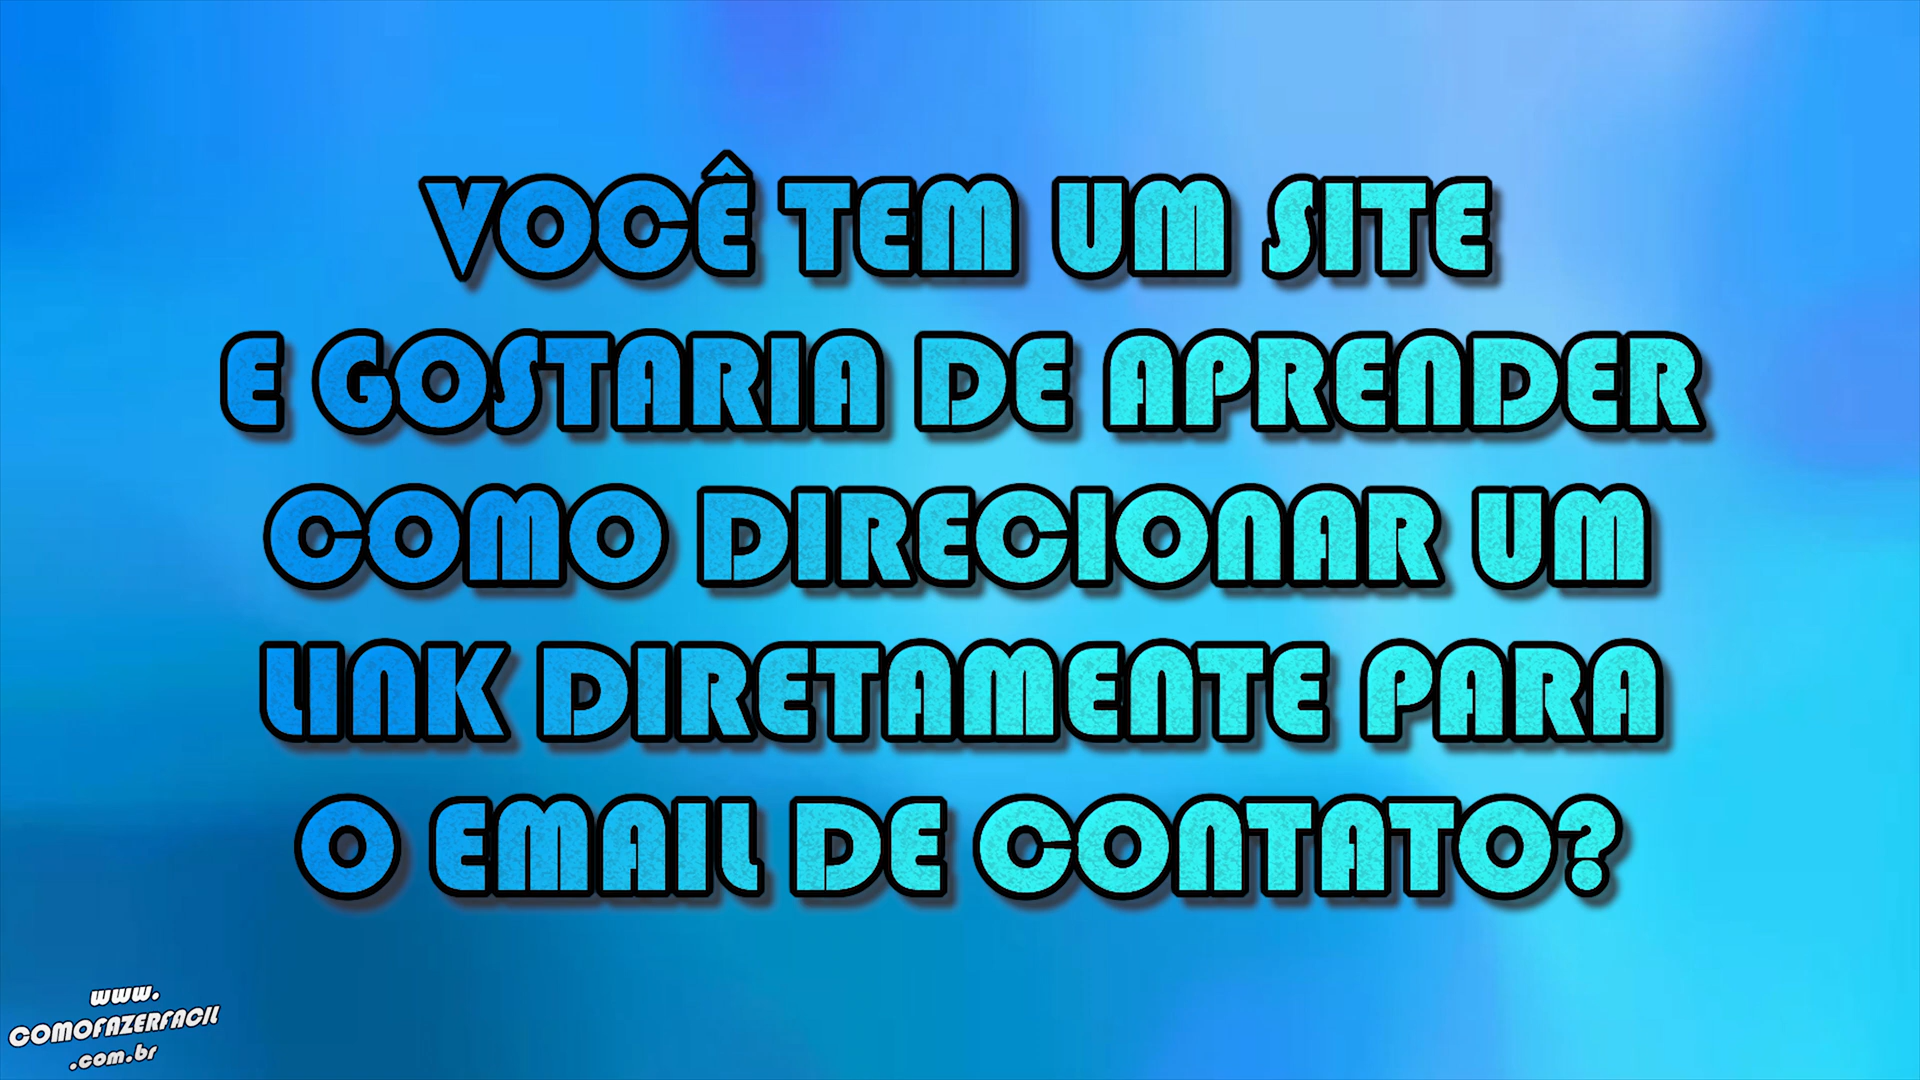 VOCÊ TEM UM SITE
E GOSTARIA DE APRENDER
COMO DIRECIONAR UM
LINK DIRETAMENTE PARA
O EMAIL DE CONTATO?
www.
COMOFAZERFACIL
.com.br